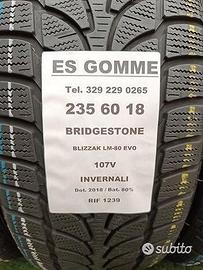 ES GOMME
Tel. 329 229 0265
235 60 18
BRIDGESTONE
BLIZZAK LM-80 EVO
107V
INVERNALI
Dot. 2018 / Bat. 80%
RIF 1239
subito